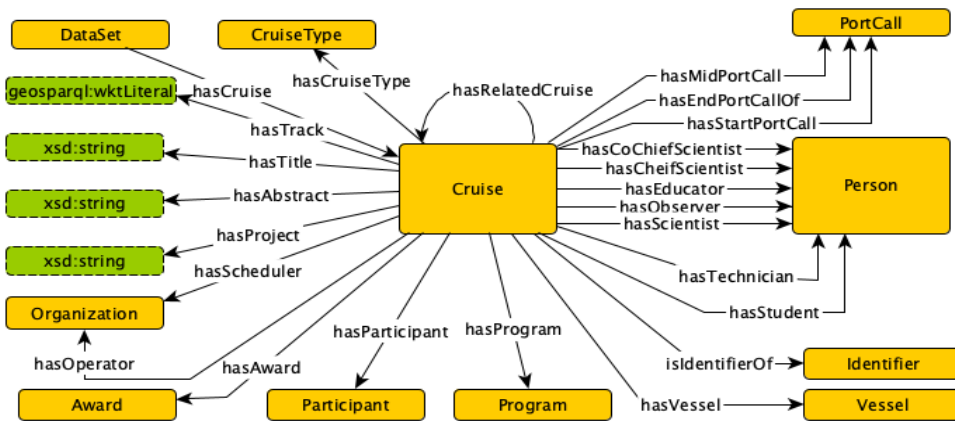 DataSet
CruiseType
PortCall
geosparql:wktLiteral
hasCruise
hasCruiseType
hasRelatedCruise
hasMidPortCall
hasEndPortCallOf
hasStartPortCall
hasTrack
xsd:string
hasTitle
hasCoChiefScientist
hasCheifScientist
Cruise
hasEducator
Person
xsd:string
hasAbstract
hasObserver
hasScientist
xsd:string
hasProject
hasScheduler
hasTechnician
Organization
hasStudent
hasParticipant
hasProgram
hasOperator
hasAward
isIdentifierOf
Identifier
Award
Participant
Program
hasVessel
Vessel